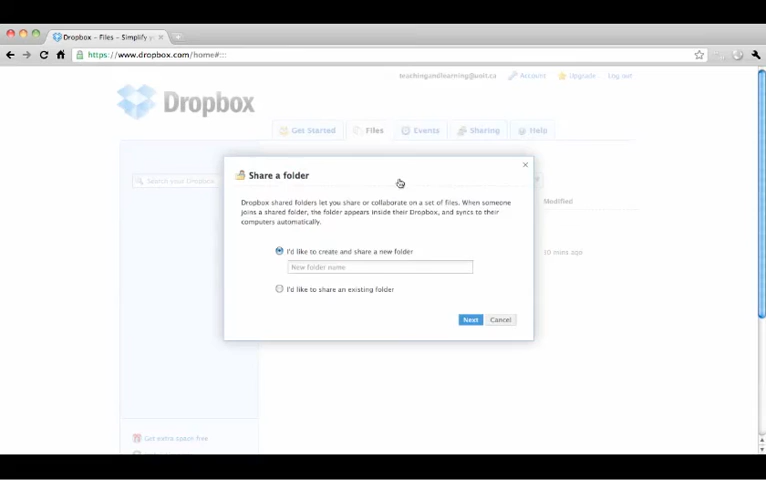 Dropbox - Files - Simplify yo
https://www.dropbox.com/home#:::
teachingandlearning@uoit.ca Account Upgrade Log out
Dropbox
Get Started Files Events Sharing Help
Share a folder
Search your Dropbox
Dropbox shared folders let you share or collaborate on a set of files. When someone
joins a shared folder, the folder appears inside their Dropbox, and syncs to their
computers automatically.
Modified
I'd like to create and share a new folder
10 mins ago
New folder name
I'd like to share an existing folder
Next Cancel
Get extra space free